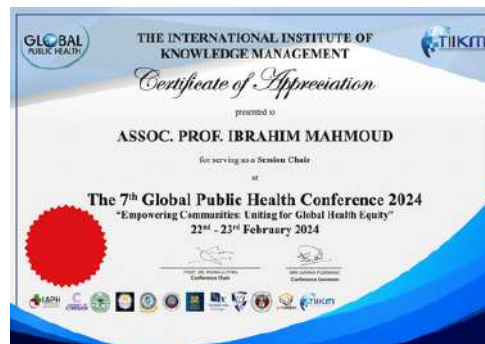 GLOBAL
PUBLIC HEALTH
TIIKM
THE INTERNATIONAL INSTITUTE OF
KNOWLEDGE MANAGEMENT
Certificate of Appreciation
presented to
ASSOC. PROF. IBRAHIM MAHMOUD
for serving as a Session Chair
at
The 7th Global Public Health Conference 2024
“Empowering Communities: Uniting for Global Health Equity”
22nd - 23rd February 2024
Conference Chair
Conference Convener
IAPH
TIIKM